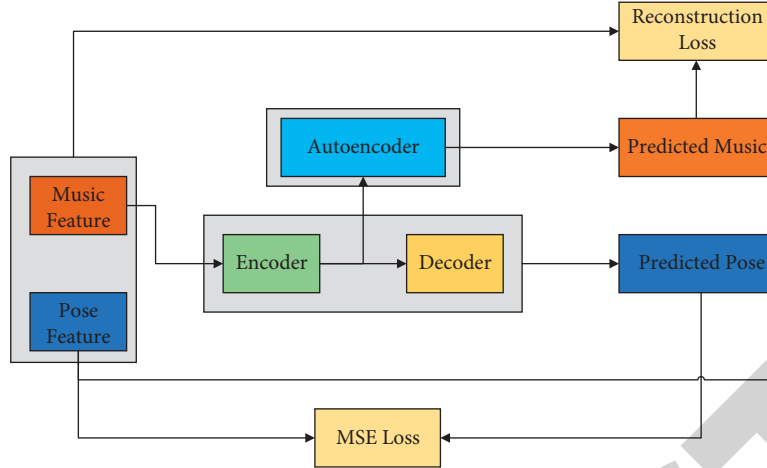 Reconstruction
Loss
Autoencoder
Predicted Music
Music
Feature
Encoder
Decoder
Predicted Pose
Pose
Feature
MSE Loss